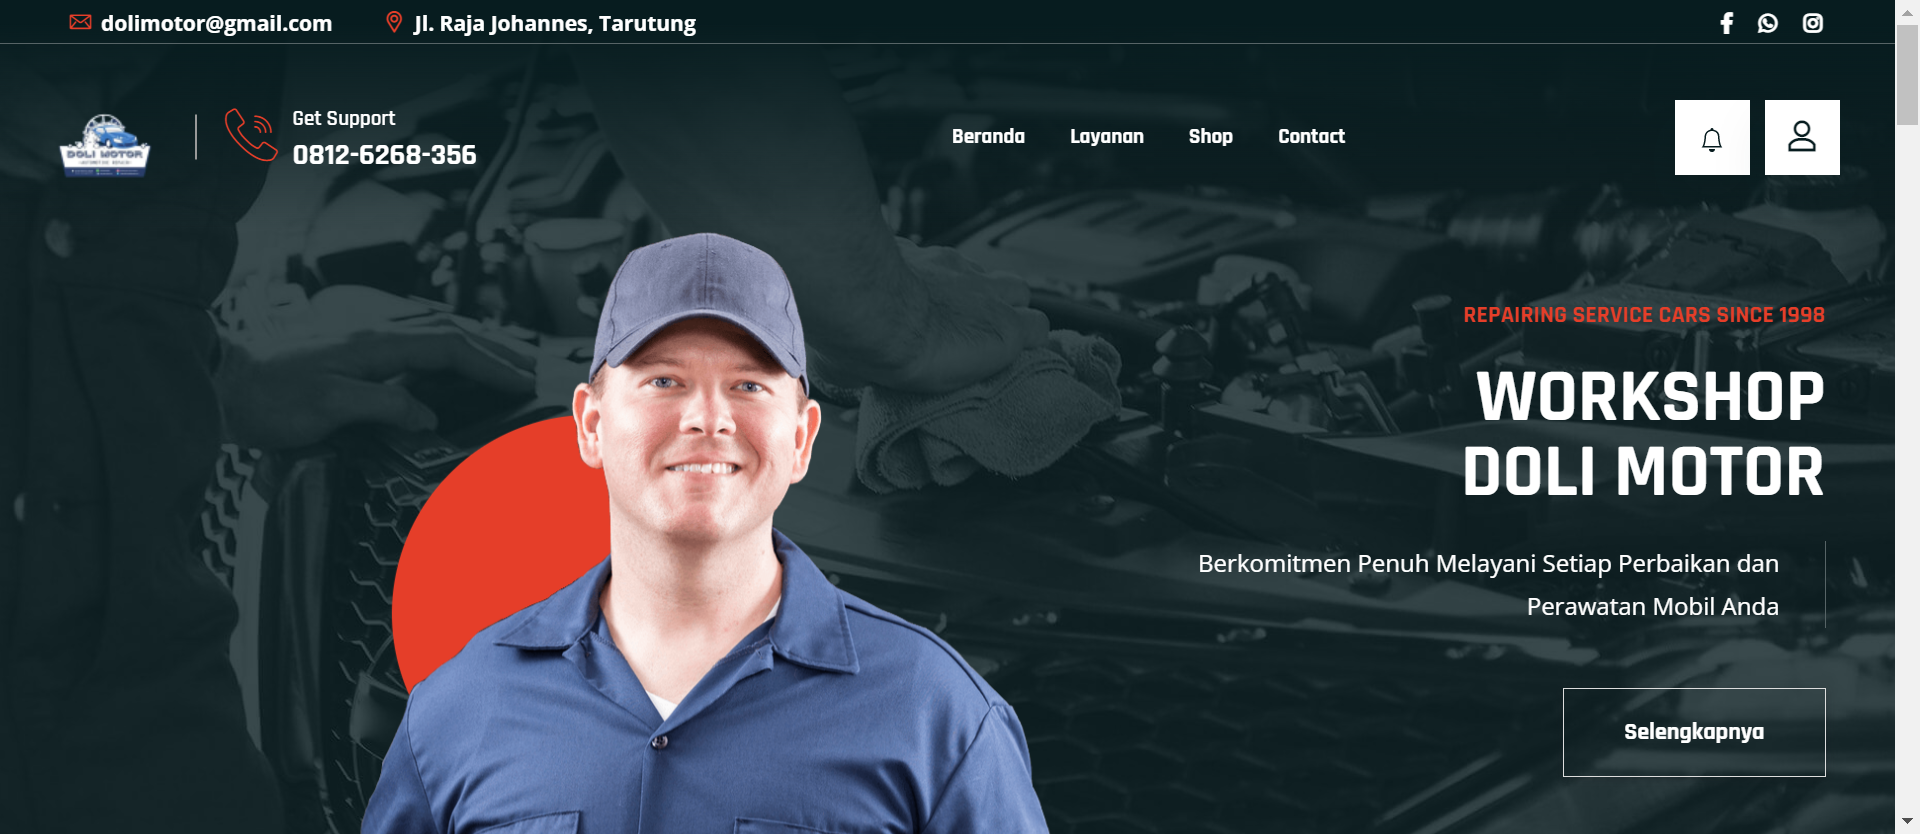 dolimotor@gmail.com
Jl. Raja Johannes, Tarutung
DOLI MOTOR
Get Support
0812-6268-356
Beranda
Layanan
Shop
Contact
REPAIRING SERVICE CARS SINCE 1998
WORKSHOP
DOLI MOTOR
Berkomitmen Penuh Melayani Setiap Perbaikan dan
Perawatan Mobil Anda
Selengkapnya